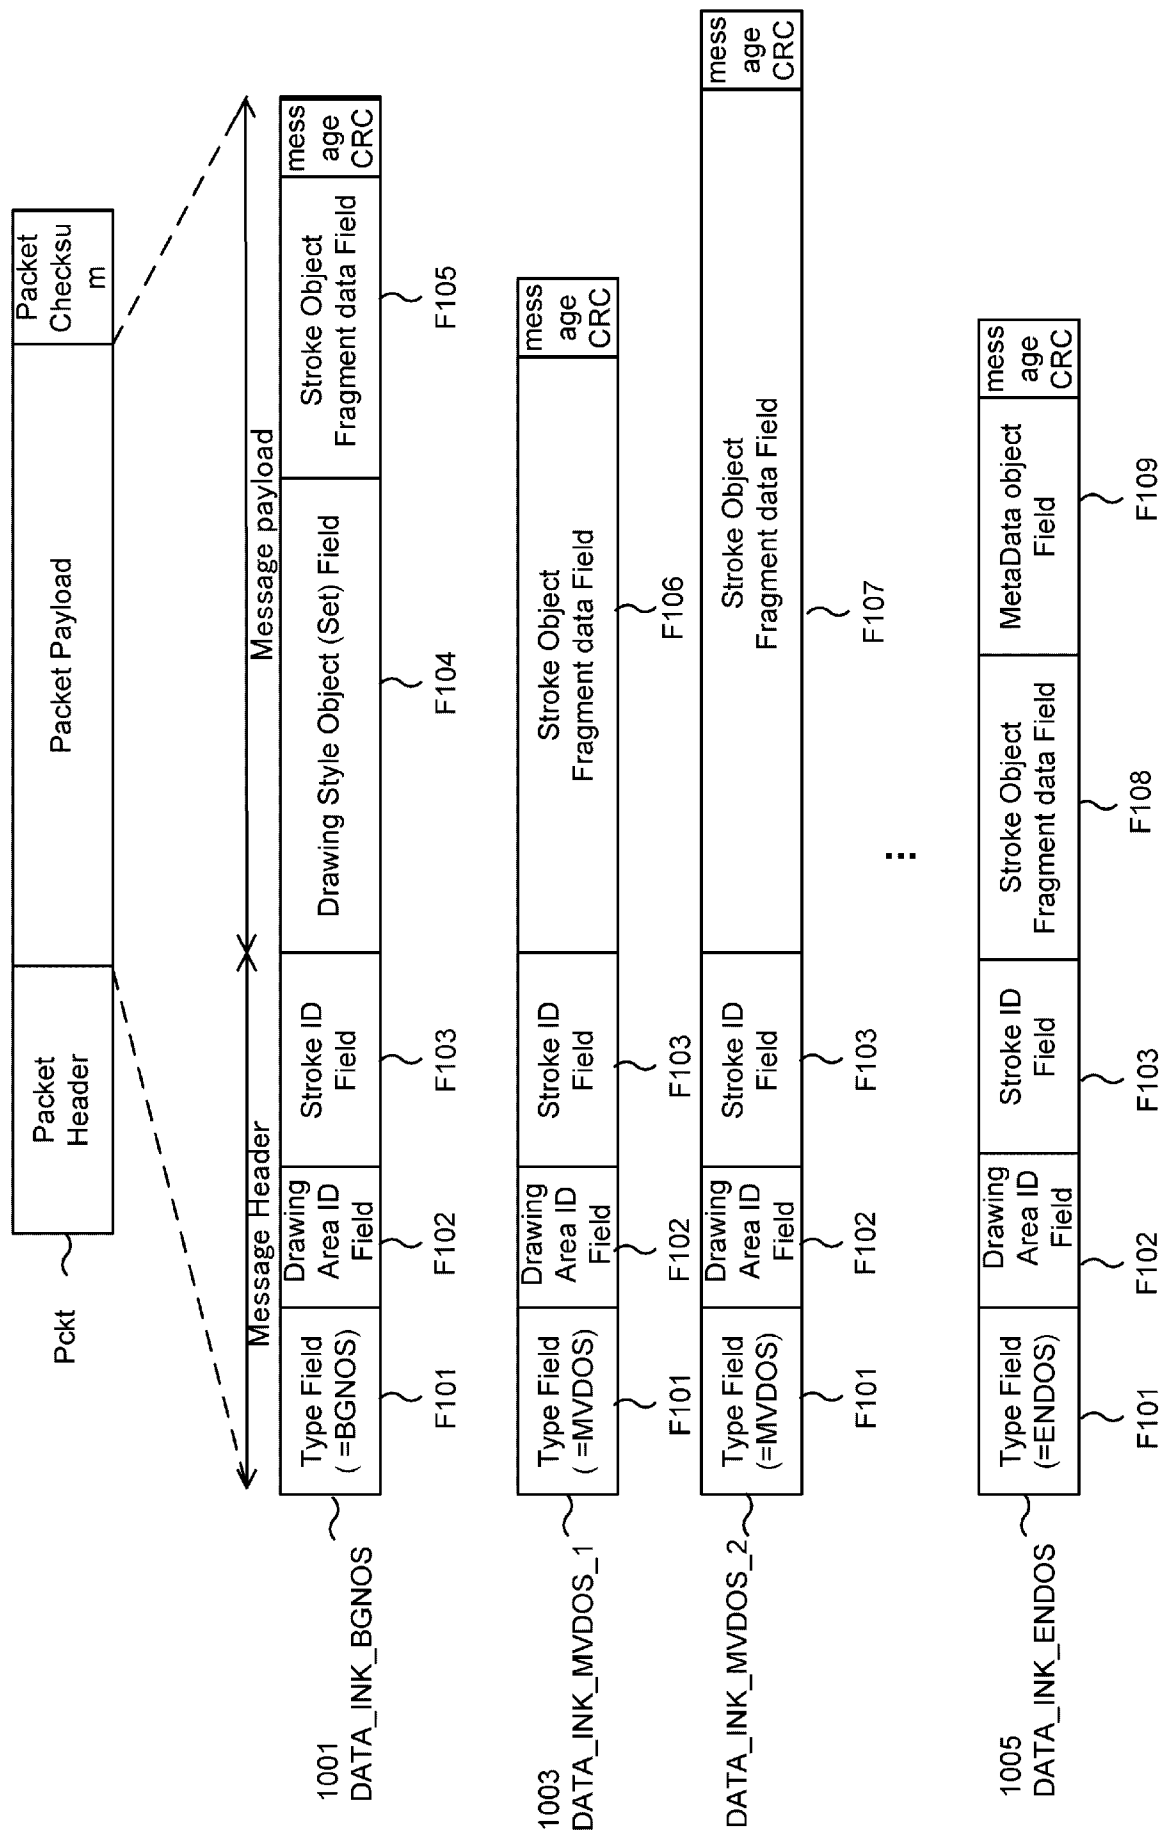 Pckt
Packet
Header
Packet Payload
Packet
Checksu
m
Message Header
Message payload
1001
DATA_INK_BGNOS
Type Field
( =BGNOS)
Drawing
Area ID
Field
Stroke ID
Field
Drawing Style Object (Set) Field
Stroke Object
Fragment data Field
mess
age
CRC
F101
F102
F103
F104
F105
1003
DATA_INK_MVDOS_1
Type Field
( =MVDOS)
Drawing
Area ID
Field
Stroke ID
Field
Stroke Object
Fragment data Field
mess
age
CRC
F101
F102
F103
F106
DATA_INK_MVDOS_2
Type Field
(=MVDOS)
Drawing
Area ID
Field
Stroke ID
Field
Stroke Object
Fragment data Field
mess
age
CRC
F101
F102
F103
F107
...
1005
DATA_INK_ENDOS
Type Field
(=ENDOS)
Drawing
Area ID
Field
Stroke ID
Field
Stroke Object
Fragment data Field
MetaData object
Field
mess
age
CRC
F101
F102
F103
F108
F109